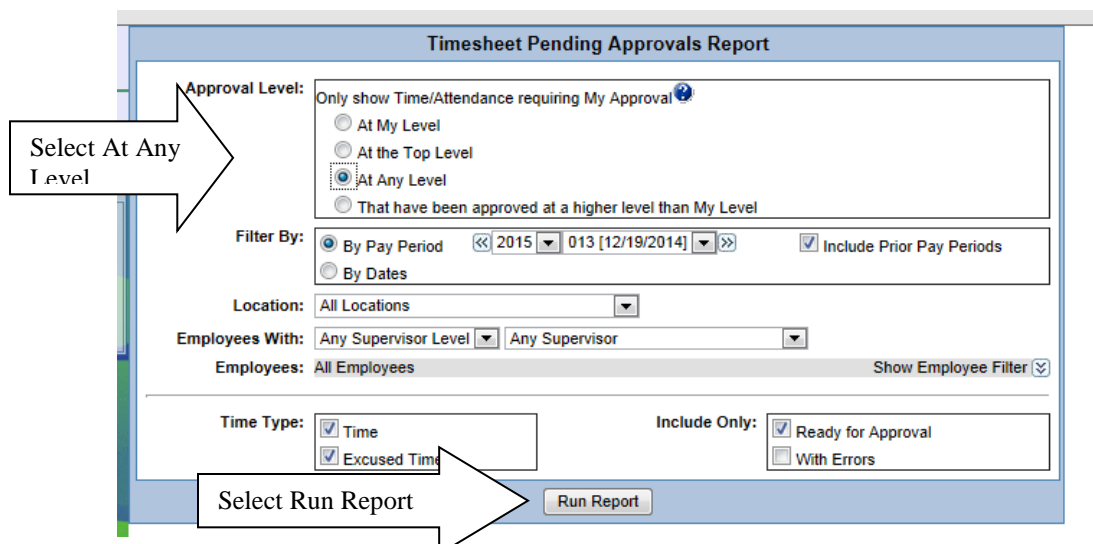 Timesheet Pending Approvals Report
Approval Level:
Only show Time/Attendance requiring My Approval ?
At My Level
At the Top Level
At Any Level
That have been approved at a higher level than My Level
Select At Any
Level
Filter By:
By Pay Period 2015 013 [12/19/2014] Include Prior Pay Periods
By Dates
Location: All Locations
Employees With: Any Supervisor Level Any Supervisor
Employees: All Employees Show Employee Filter
Time Type:
Time
Excused Time
Include Only:
Ready for Approval
With Errors
Select Run Report
Run Report